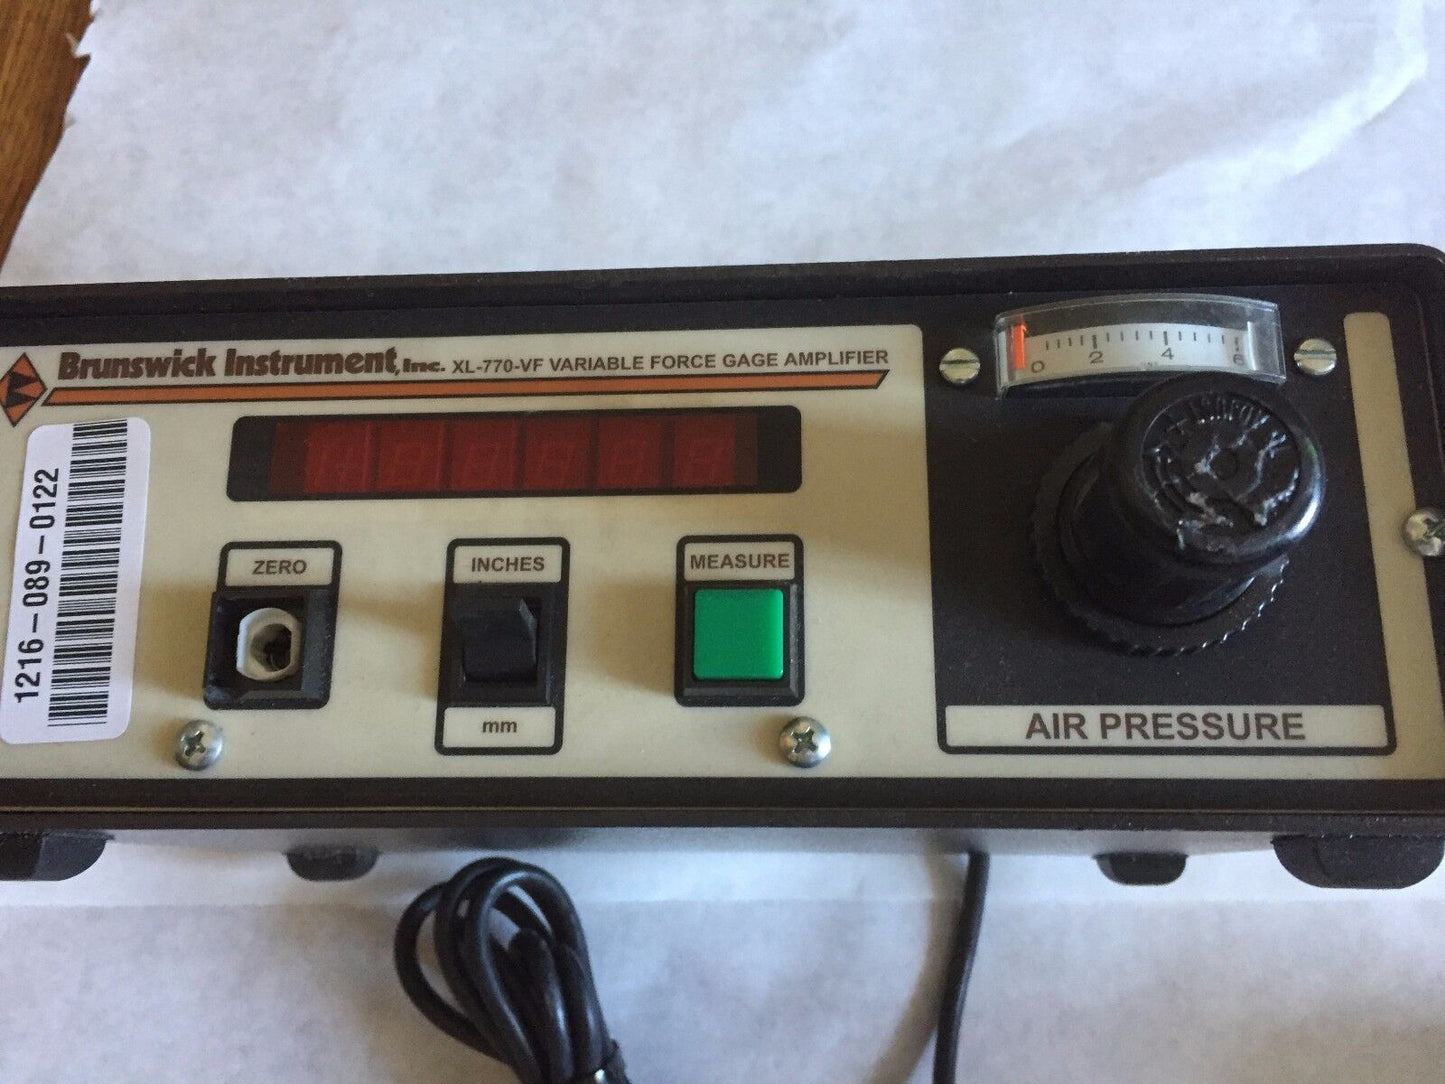 Brunswick Instrument, Inc. XL-770-VF VARIABLE FORCE GAGE AMPLIFIER
0 2 4 6
1216-089-0122
ZERO
INCHES
MEASURE
mm
AIR PRESSURE